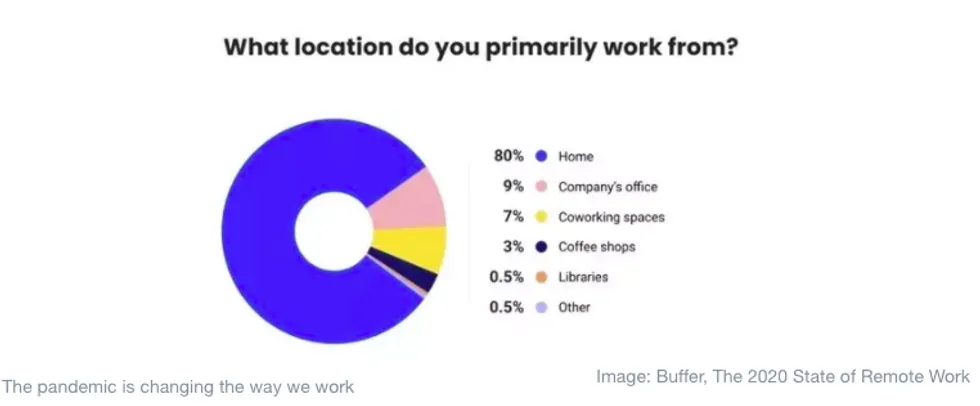 What location do you primarily work from?
80% Home
9% Company's office
7% Coworking spaces
3% Coffee shops
0.5% Libraries
0.5% Other
The pandemic is changing the way we work
Image: Buffer, The 2020 State of Remote Work